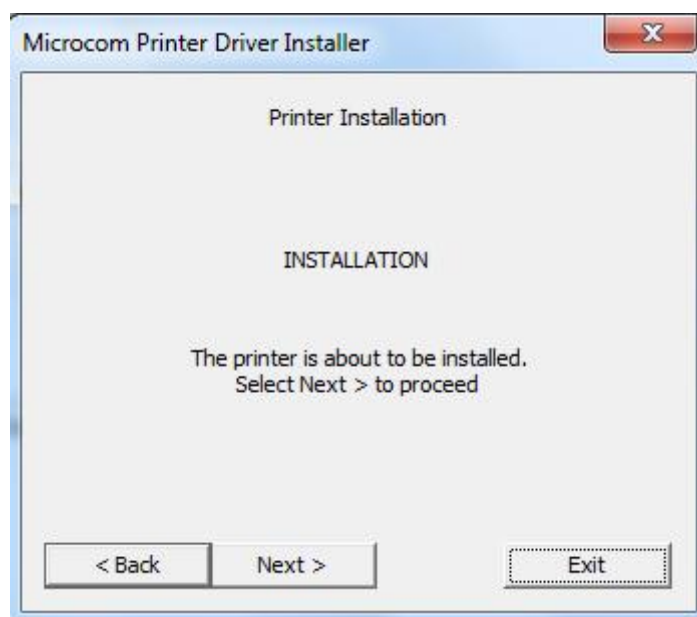 Microcom Printer Driver Installer
Printer Installation
INSTALLATION
The printer is about to be installed.
Select Next > to proceed
< Back
Next >
Exit